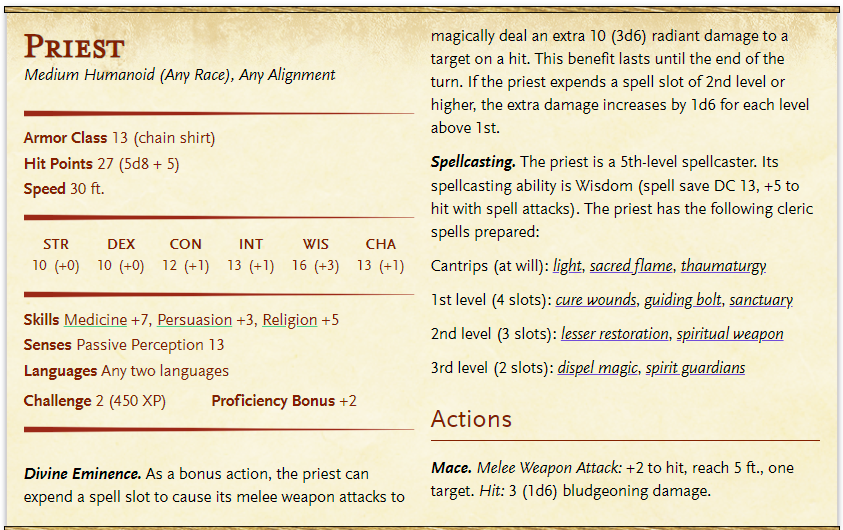 PRIEST
Medium Humanoid (Any Race), Any Alignment
Armor Class 13 (chain shirt)
Hit Points 27 (5d8 + 5)
Speed 30 ft.
STR DEX CON INT WIS CHA
10 (+0) 10 (+0) 12 (+1) 13 (+1) 16 (+3) 13 (+1)
Skills Medicine +7, Persuasion +3, Religion +5
Senses Passive Perception 13
Languages Any two languages
Challenge 2 (450 XP) Proficiency Bonus +2
Divine Eminence. As a bonus action, the priest can
expend a spell slot to cause its melee weapon attacks to
magically deal an extra 10 (3d6) radiant damage to a
target on a hit. This benefit lasts until the end of the
turn. If the priest expends a spell slot of 2nd level or
higher, the extra damage increases by 1d6 for each level
above 1st.
Spellcasting. The priest is a 5th-level spellcaster. Its
spellcasting ability is Wisdom (spell save DC 13, +5 to
hit with spell attacks). The priest has the following cleric
spells prepared:
Cantrips (at will): light, sacred flame, thaumaturgy
1st level (4 slots): cure wounds, guiding bolt, sanctuary
2nd level (3 slots): lesser restoration, spiritual weapon
3rd level (2 slots): dispel magic, spirit guardians
Actions
Mace. Melee Weapon Attack: +2 to hit, reach 5 ft., one
target. Hit: 3 (1d6) bludgeoning damage.